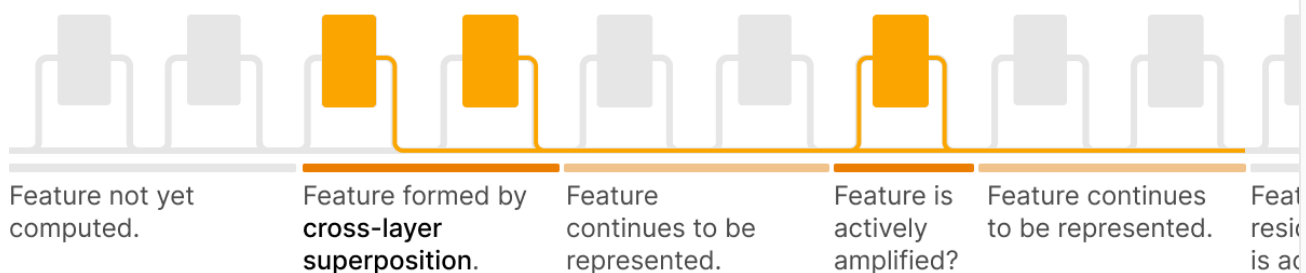 Feature not yet
computed.
Feature formed by
cross-layer
superposition.
Feature
continues to be
represented.
Feature is
actively
amplified?
Feature continues
to be represented.
is